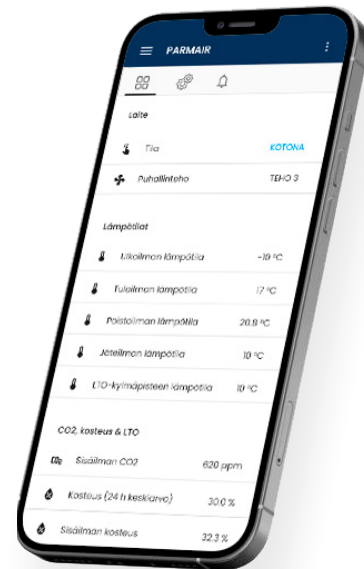 PARMAIR
Laite
Tila KOTONA
Puhallinteho TEHO 3
Lämpötilat
Ulkoilman lämpötila -10 °C
Tuloilman lämpötila 17 °C
Poistoilman lämpötila 20.8 °C
Jäteilman lämpötila 10 °C
LTO-kylmäpisteen lämpötila 10 °C
CO2, kosteus & LTO
Sisäilman CO2 620 ppm
Kosteus (24 h keskiarvo) 30.0 %
Sisäilman kosteus 32.3 %